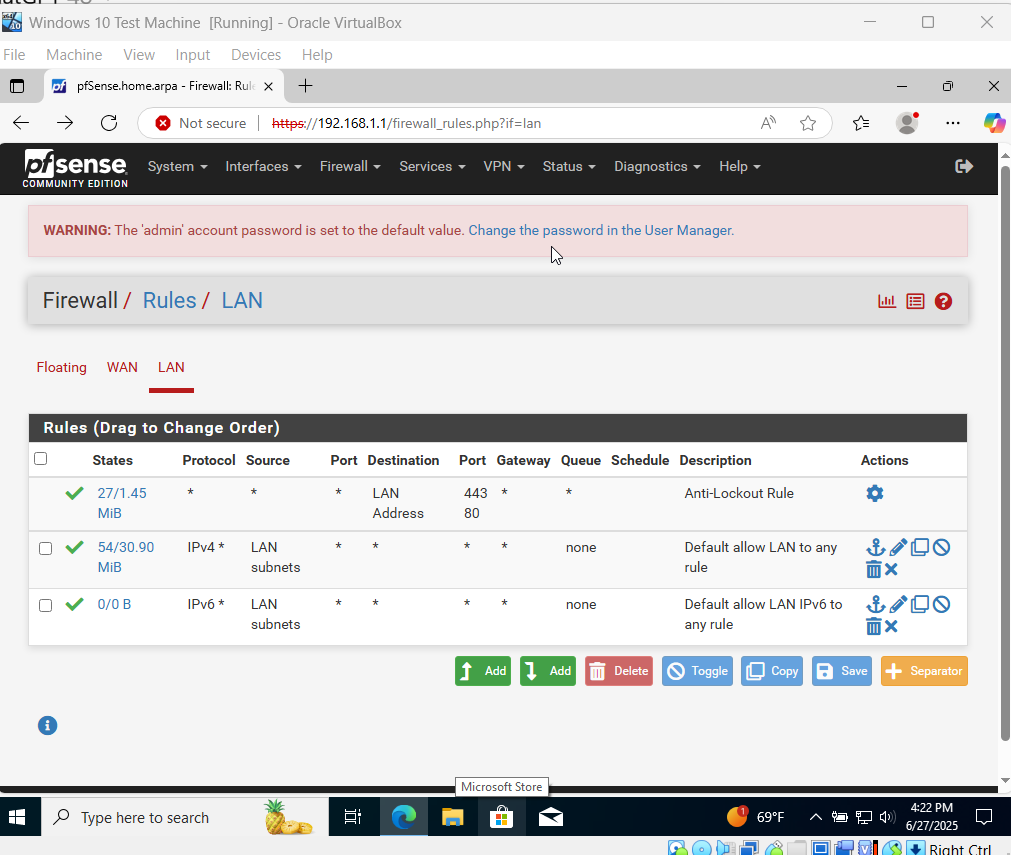 Windows 10 Test Machine [Running] - Oracle VirtualBox
File Machine View Input Devices Help
pfSense.home.arpa - Firewall: Rul
Not secure https://192.168.1.1/firewall_rules.php?if=lan
pfsense
COMMUNITY EDITION
System Interfaces Firewall Services VPN Status Diagnostics Help
WARNING: The 'admin' account password is set to the default value. Change the password in the User Manager.
Firewall / Rules / LAN
Floating WAN LAN
Rules (Drag to Change Order)
States Protocol Source Port Destination Port Gateway Queue Schedule Description Actions
27/1.45 * * * LAN 443 * * Anti-Lockout Rule
MiB Address 80
54/30.90 IPv4 * LAN * * * * none Default allow LAN to any
MiB subnets rule
0/0 B IPv6 * LAN * * * * none Default allow LAN IPv6 to
subnets any rule
Add Add Delete Toggle Copy Save Separator
Microsoft Store
Type here to search
1
69°F
4:22 PM
6/27/2025
Right Ctrl